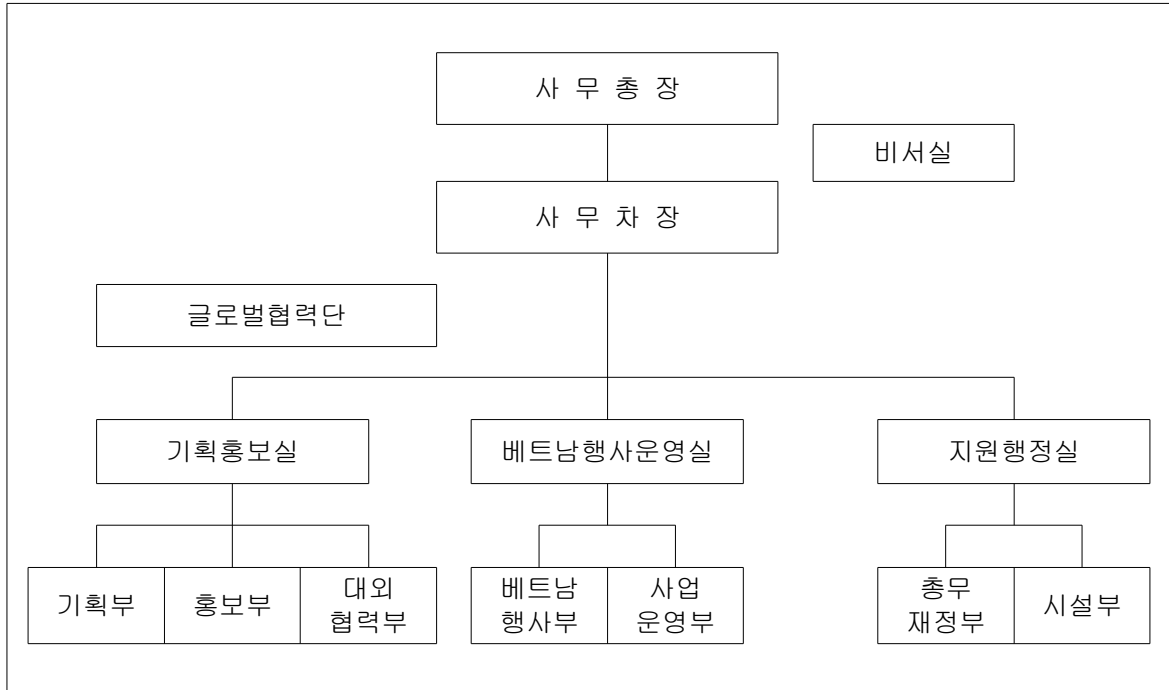 사 무 총 장
비서실
사 무 차 장
글로벌협력단
기획홍보실
베트남행사운영실
지원행정실
기획부
홍보부
대외
협력부
베트남
행사부
사업
운영부
총무
재정부
시설부